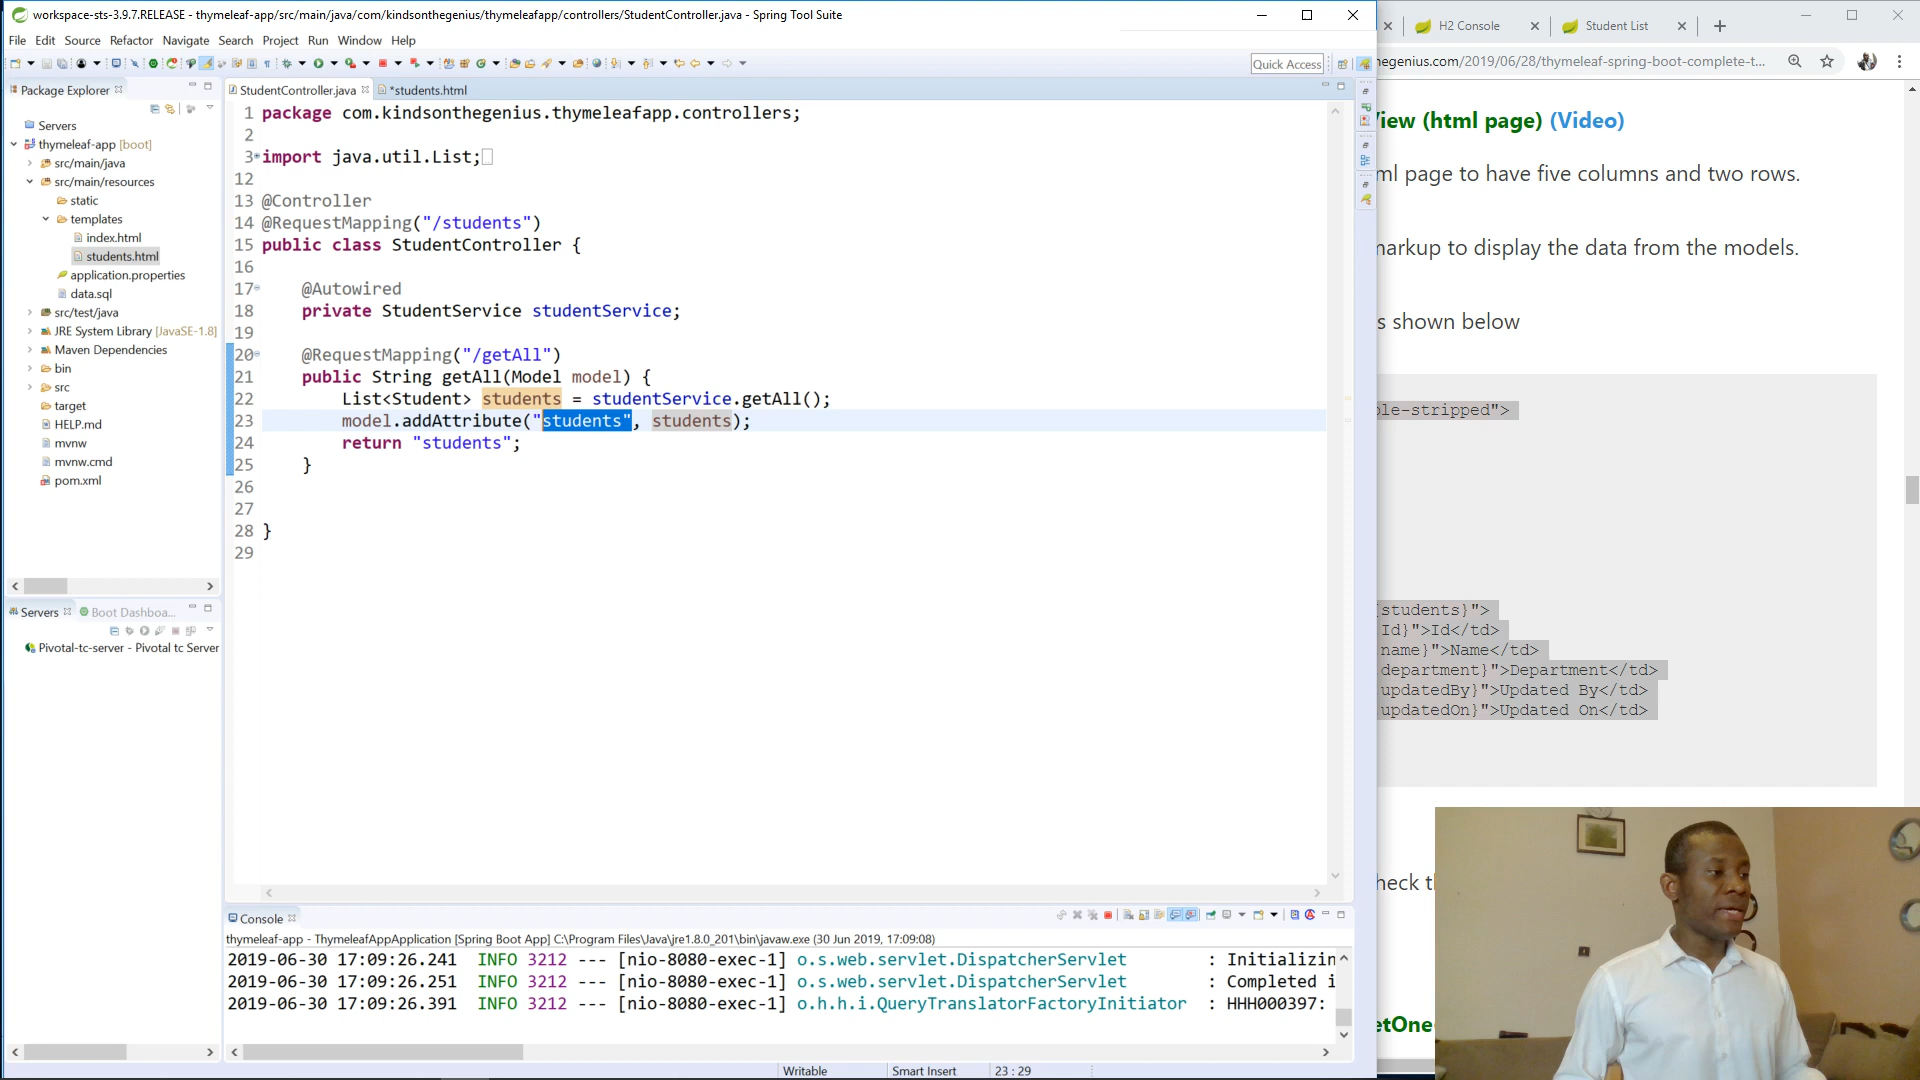 workspace-sts-3.9.7.RELEASE - thymeleaf-app/src/main/java/com/kindsonthegenius/thymeleafapp/controllers/StudentController.java - Spring Tool Suite
File Edit Source Refactor Navigate Search Project Run Window Help
Quick Access
Package Explorer
Servers
thymeleaf-app [boot]
src/main/java
src/main/resources
static
templates
index.html
students.html
application.properties
data.sql
src/test/java
JRE System Library [JavaSE-1.8]
Maven Dependencies
bin
src
target
HELP.md
mvnw
mvnw.cmd
pom.xml
Servers Boot Dashboa...
Pivotal-tc-server - Pivotal tc Server
StudentController.java *students.html
1 package com.kindsonthegenius.thymeleafapp.controllers;
2
3 import java.util.List;
12
13 @Controller
14 @RequestMapping("/students")
15 public class StudentController {
16
17 @Autowired
18 private StudentService studentService;
19
20 @RequestMapping("/getAll")
21 public String getAll(Model model) {
22 List<Student> students = studentService.getAll();
23 model.addAttribute("students", students);
24 return "students";
25 }
26
27
28 }
29
Console
thymeleaf-app - ThymeleafAppApplication [Spring Boot App] C:\Program Files\Java\jre1.8.0_201\bin\javaw.exe (30 Jun 2019, 17:09:08)
2019-06-30 17:09:26.241 INFO 3212 --- [nio-8080-exec-1] o.s.web.servlet.DispatcherServlet : Initializin
2019-06-30 17:09:26.251 INFO 3212 --- [nio-8080-exec-1] o.s.web.servlet.DispatcherServlet : Completed i
2019-06-30 17:09:26.391 INFO 3212 --- [nio-8080-exec-1] o.h.h.i.QueryTranslatorFactoryInitiator : HHH000397:
Writable Smart Insert 23 : 29
H2 Console Student List
egenius.com/2019/06/28/thymeleaf-spring-boot-complete-t...
iew (html page) (Video)
ml page to have five columns and two rows.
markup to display the data from the models.
s shown below
ble-stripped">
{students}">
Id}">Id</td>
name}">Name</td>
department}">Department</td>
updatedBy}">Updated By</td>
updatedOn}">Updated On</td>
heck t
etOne